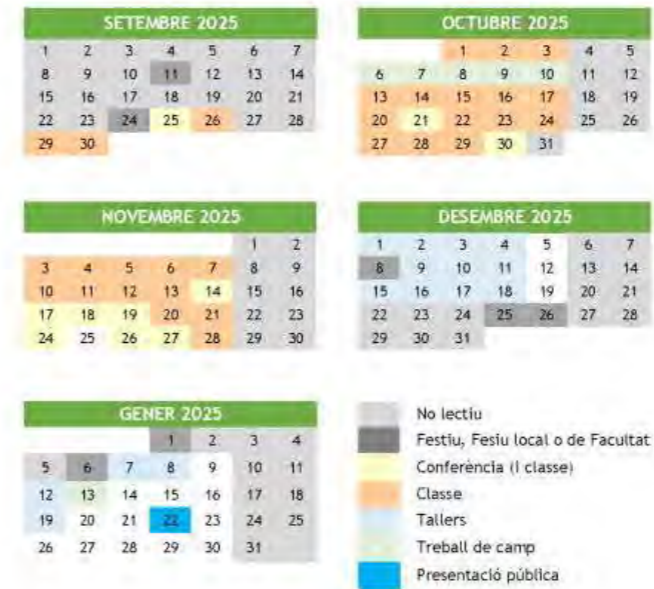 SETEMBRE 2025
1 2 3 4 5 6 7
8 9 10 11 12 13 14
15 16 17 18 19 20 21
22 23 24 25 26 27 28
29 30
OCTUBRE 2025
1 2 3 4 5
6 7 8 9 10 11 12
13 14 15 16 17 18 19
20 21 22 23 24 25 26
27 28 29 30 31
NOVEMBRE 2025
1 2
3 4 5 6 7 8 9
10 11 12 13 14 15 16
17 18 19 20 21 22 23
24 25 26 27 28 29 30
DESEMBRE 2025
1 2 3 4 5 6 7
8 9 10 11 12 13 14
15 16 17 18 19 20 21
22 23 24 25 26 27 28
29 30 31
GENER 2025
1 2 3 4
5 6 7 8 9 10 11
12 13 14 15 16 17 18
19 20 21 22 23 24 25
26 27 28 29 30 31
No lectiu
Festiu, Fesiu local o de Facultat
Conferència (I classe)
Classe
Tallers
Treball de camp
Presentació pública